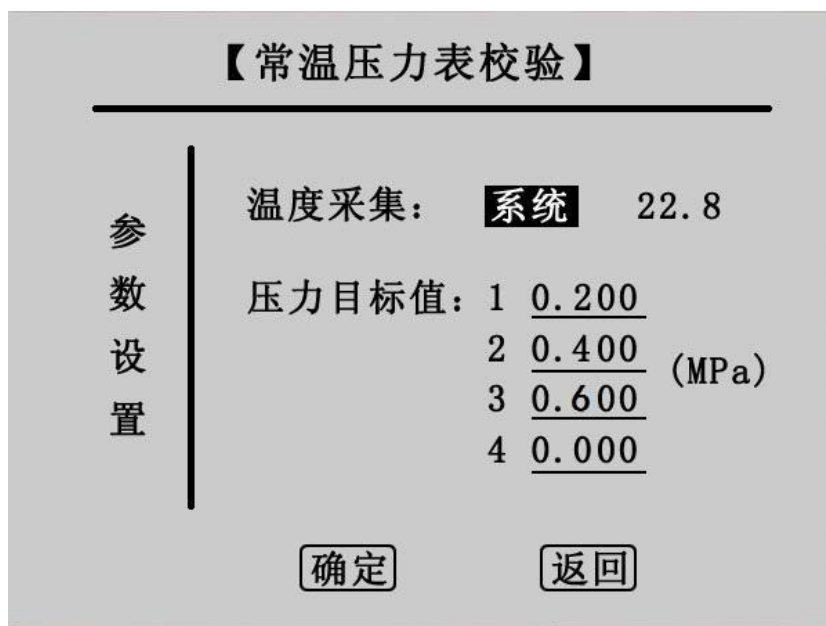 【常温压力表校验】
参数设置
温度采集: 系统 22.8
压力目标值: 1 0.200
2 0.400
(MPa)
3 0.600
4 0.000
确定 返回